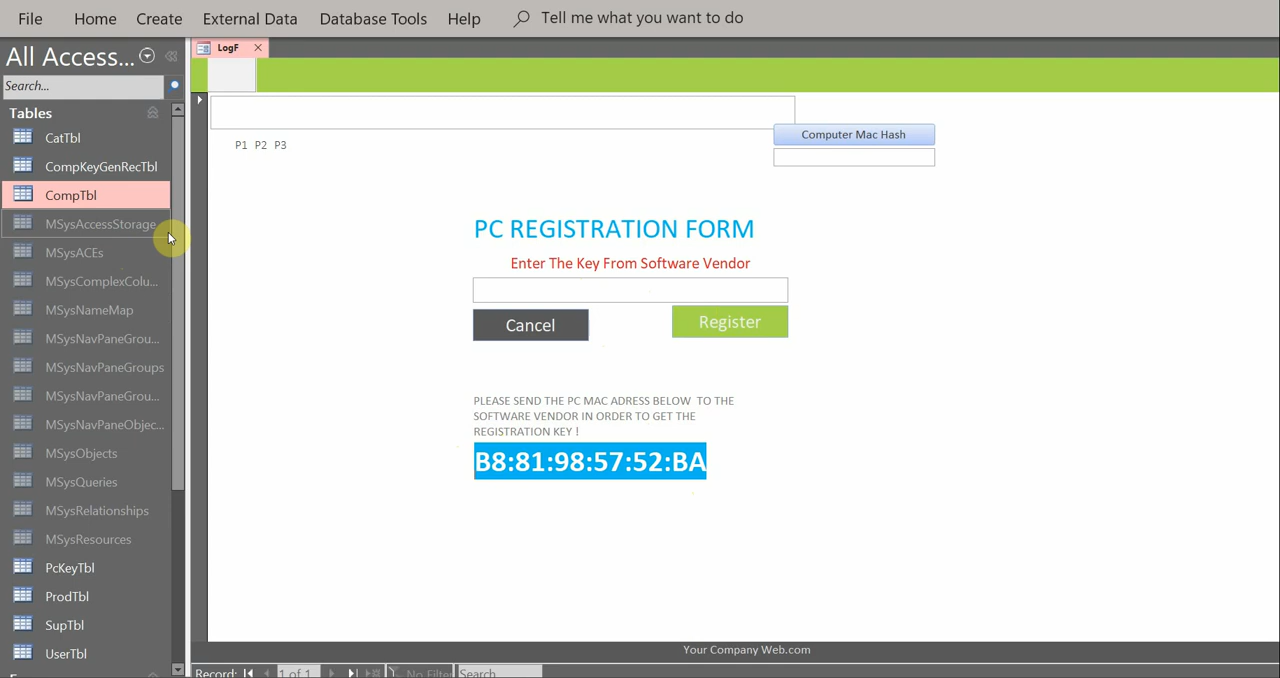 File Home Create External Data Database Tools Help Tell me what you want to do
All Access...
LogF
Search...
Tables
CatTbl
CompKeyGenRecTbl
CompTbl
MSysAccessStorage
MSysACEs
MSysComplexColu...
MSysNameMap
MSysNavPaneGrou...
MSysNavPaneGroups
MSysNavPaneGrou...
MSysNavPaneObjec...
MSysObjects
MSysQueries
MSysRelationships
MSysResources
PcKeyTbl
ProdTbl
SupTbl
UserTbl
P1 P2 P3
Computer Mac Hash
PC REGISTRATION FORM
Enter The Key From Software Vendor
Cancel Register
PLEASE SEND THE PC MAC ADRESS BELOW TO THE
SOFTWARE VENDOR IN ORDER TO GET THE
REGISTRATION KEY !
B8:81:98:57:52:BA
Your Company Web.com
Record: 1 of 1 No Filter Search